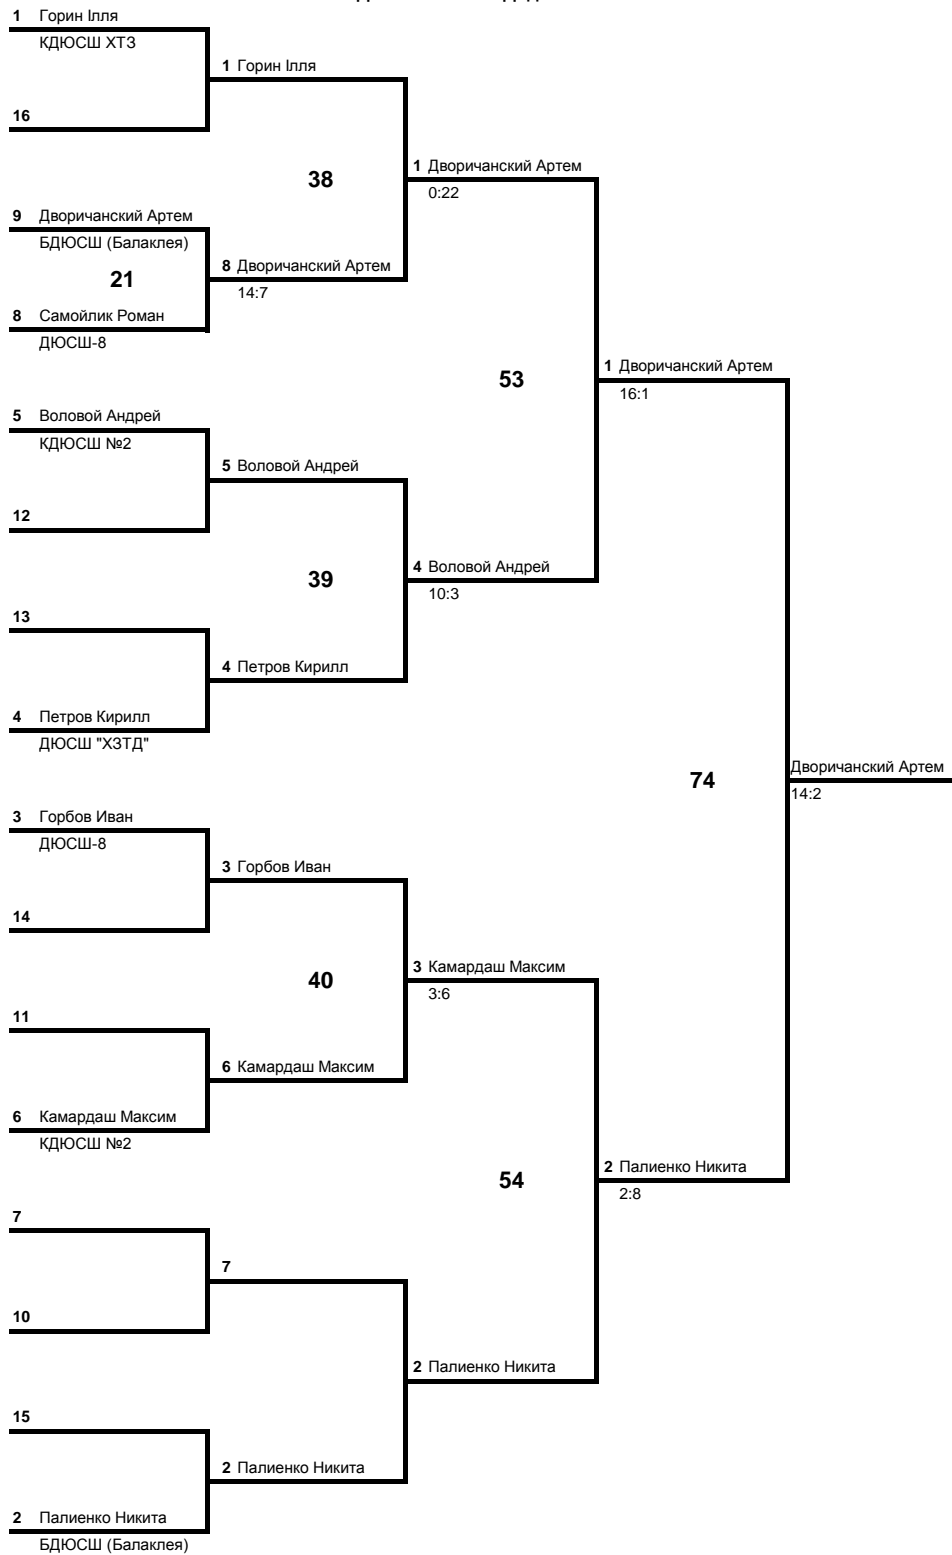 1 Горин Ілля
КДЮСШ ХТЗ
1 Горин Ілля
16
38
1 Дворичанский Артем
0:22
9 Дворичанский Артем
БДЮСШ (Балаклея)
21
8 Дворичанский Артем
14:7
8 Самойлик Роман
ДЮСШ-8
53
1 Дворичанский Артем
16:1
5 Воловой Андрей
КДЮСШ №2
5 Воловой Андрей
12
39
4 Воловой Андрей
10:3
13
4 Петров Кирилл
4 Петров Кирилл
ДЮСШ "ХЗТД"
74
Дворичанский Артем
14:2
3 Горбов Иван
ДЮСШ-8
3 Горбов Иван
14
40
3 Камардаш Максим
3:6
11
6 Камардаш Максим
6 Камардаш Максим
КДЮСШ №2
54
2 Палиенко Никита
2:8
7
7
10
2 Палиенко Никита
15
2 Палиенко Никита
2 Палиенко Никита
БДЮСШ (Балаклея)